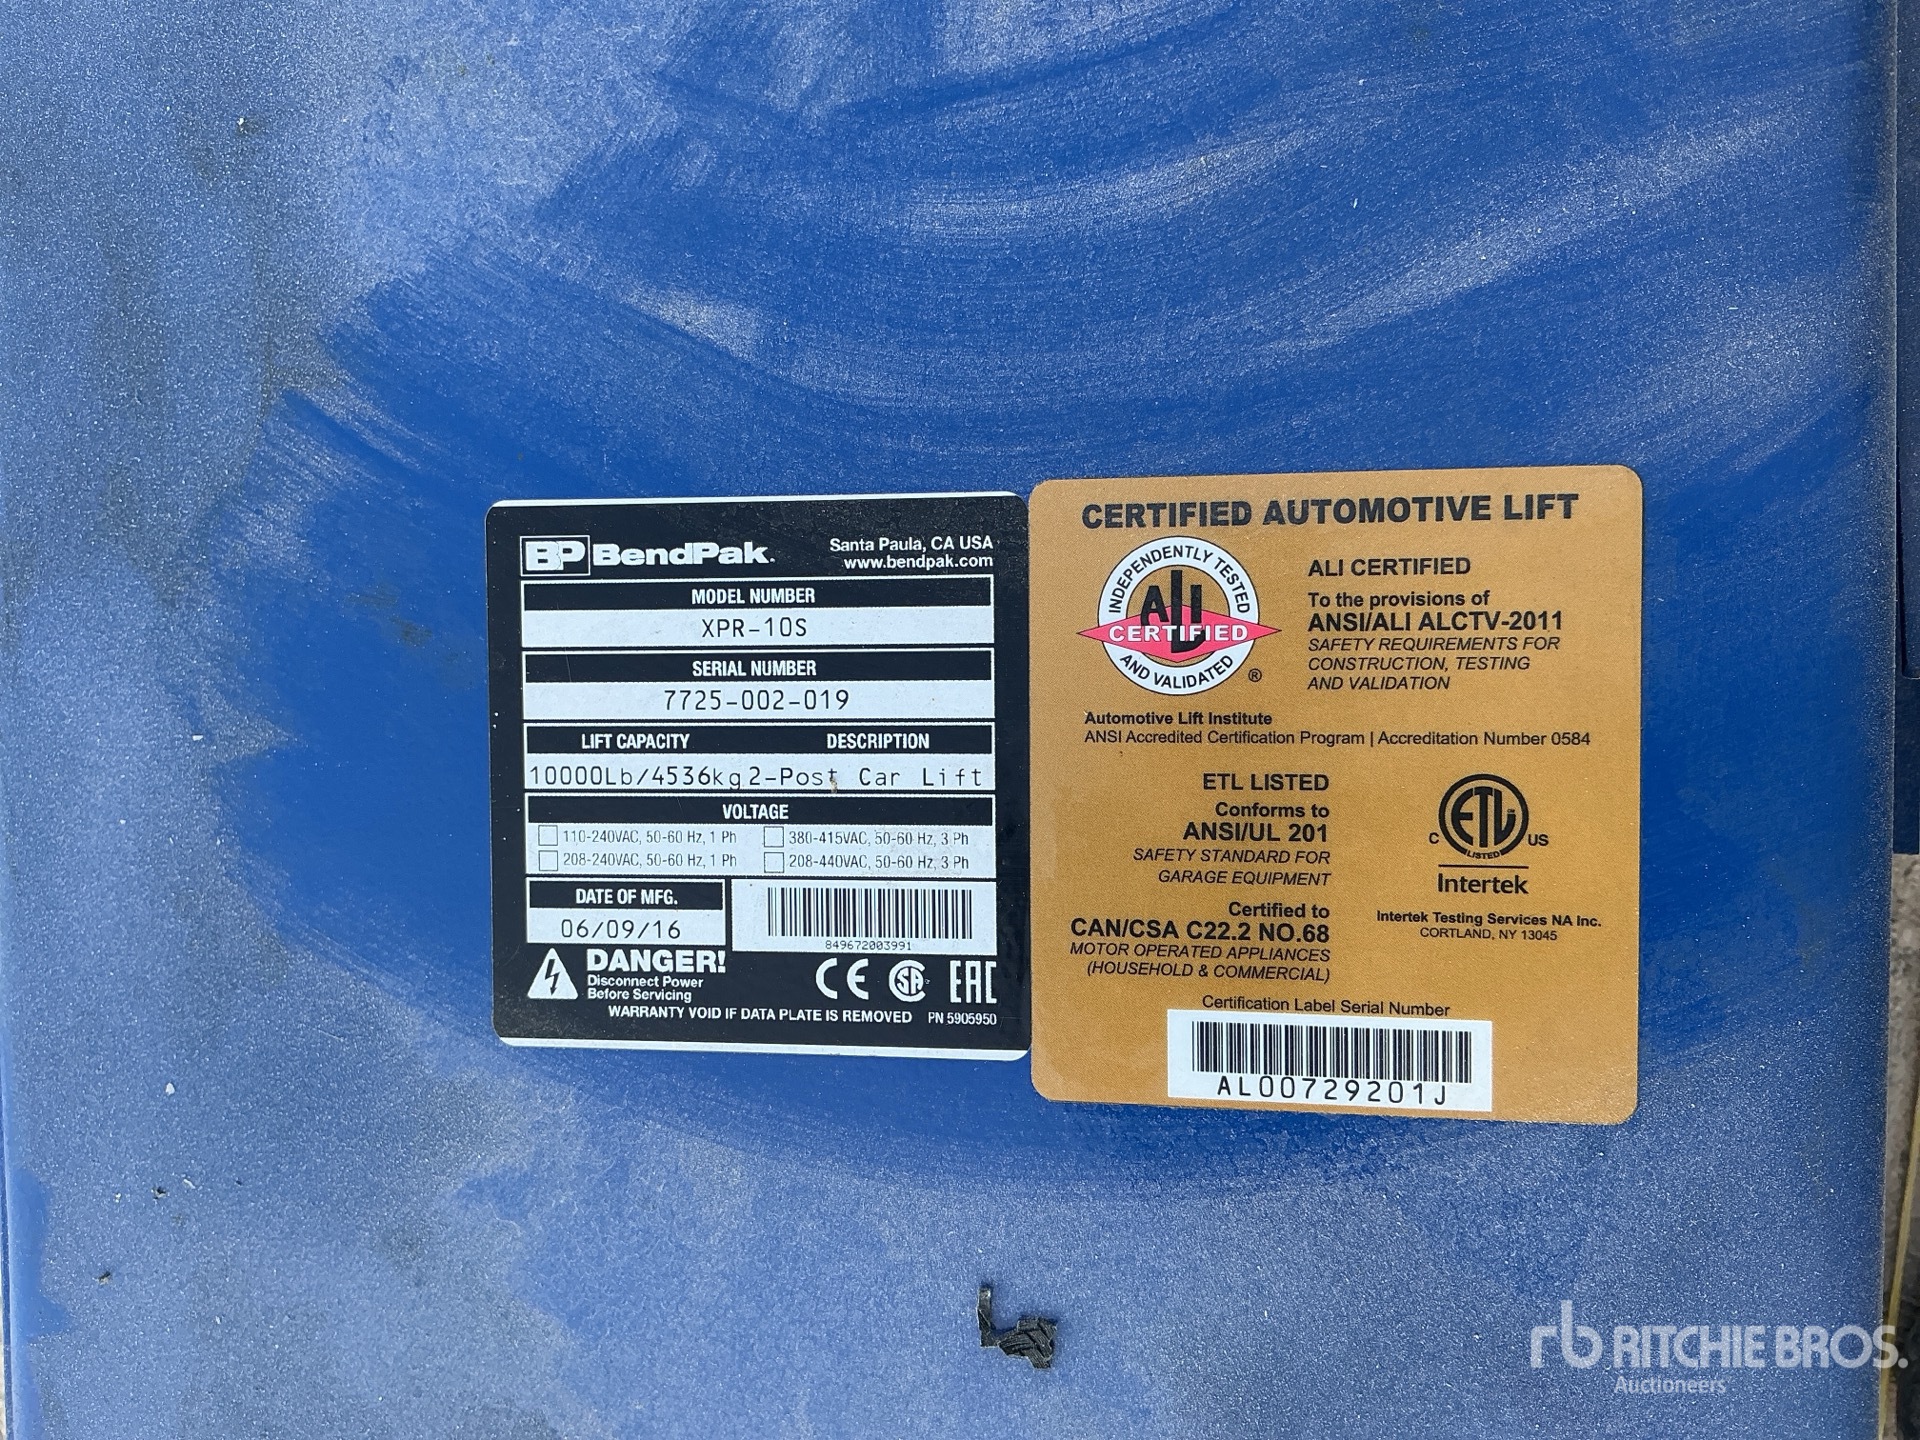 BP BendPak.
Santa Paula, CA USA
www.bendpak.com
MODEL NUMBER
XPR-10S
SERIAL NUMBER
7725-002-019
LIFT CAPACITY DESCRIPTION
10000Lb/4536kg 2-Post Car Lift
VOLTAGE
110-240VAC, 50-60 Hz, 1 Ph 380-415VAC, 50-60 Hz, 3 Ph
208-240VAC, 50-60 Hz, 1 Ph 208-440VAC, 50-60 Hz, 3 Ph
DATE OF MFG.
06/09/16
849672003991
DANGER!
Disconnect Power
Before Servicing
CE SA EAC
WARRANTY VOID IF DATA PLATE IS REMOVED PN 5905950
CERTIFIED AUTOMOTIVE LIFT
INDEPENDENTLY TESTED
ALI
CERTIFIED
AND VALIDATED
®
ALI CERTIFIED
To the provisions of
ANSI/ALI ALCTV-2011
SAFETY REQUIREMENTS FOR
CONSTRUCTION, TESTING
AND VALIDATION
Automotive Lift Institute
ANSI Accredited Certification Program | Accreditation Number 0584
ETL LISTED
Conforms to
ANSI/UL 201
SAFETY STANDARD FOR
GARAGE EQUIPMENT
Certified to
CAN/CSA C22.2 NO.68
MOTOR OPERATED APPLIANCES
(HOUSEHOLD & COMMERCIAL)
C ETL US
LISTED
Intertek
Intertek Testing Services NA Inc.
CORTLAND, NY 13045
Certification Label Serial Number
AL00729201J
rb RITCHIE BROS.
Auctioneers